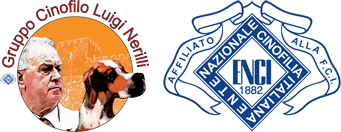 Gruppo Cinofilo Luigi Nerilli
AFFILIATO ALLA F.C.I.
ENTE NAZIONALE CINOFILIA ITALIANA
ENCI
1882